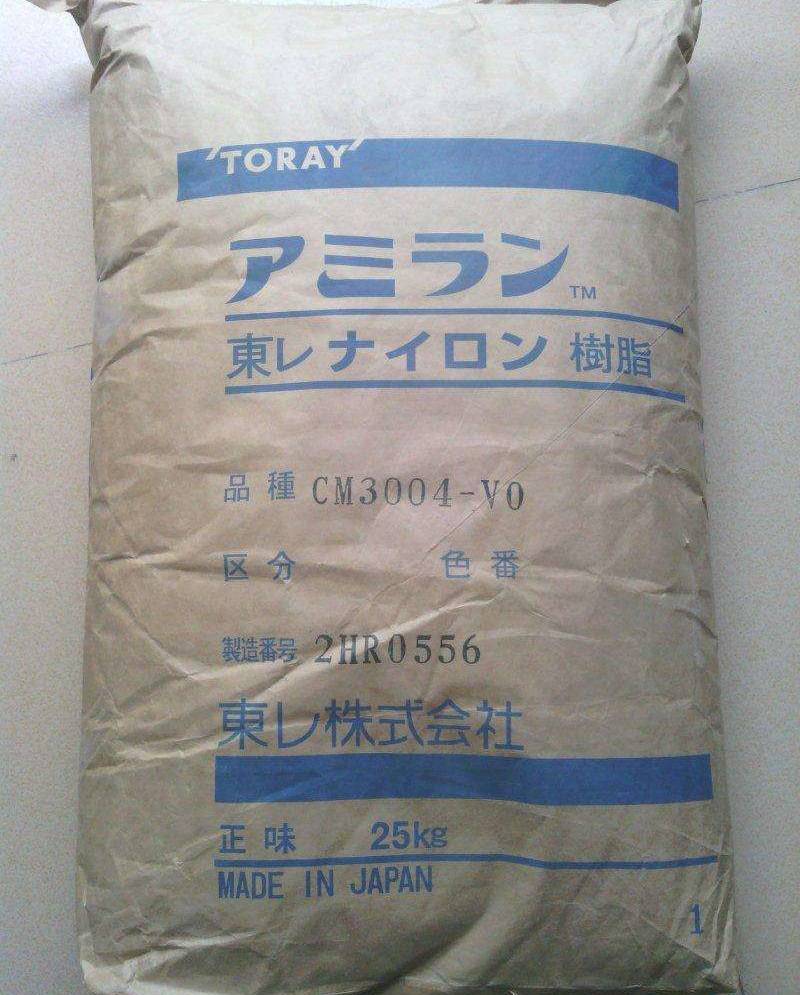 TORAY
アミラン™
東レ ナイロン 樹脂
品種 CM3004-V0
区分 色番
製造番号 2HR0556
東レ株式会社
正味 25kg
MADE IN JAPAN
1